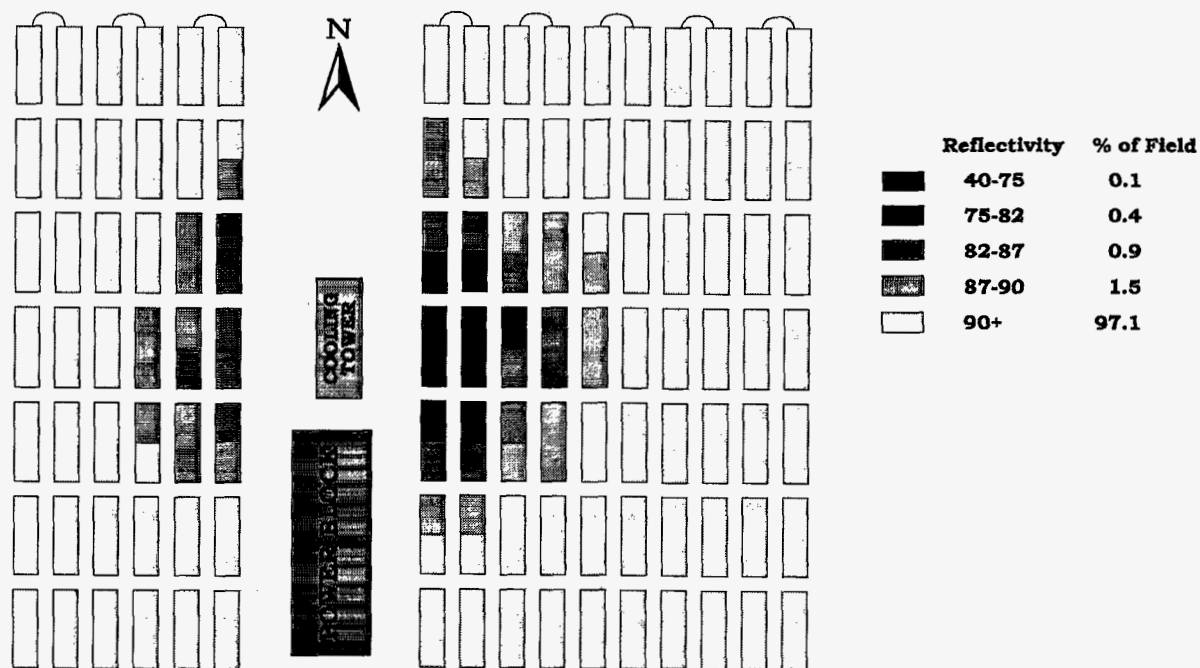 N
Reflectivity % of Field
40-75 0.1
75-82 0.4
82-87 0.9
87-90 1.5
90+ 97.1
COOLING
TOWER
POWER BLOCK